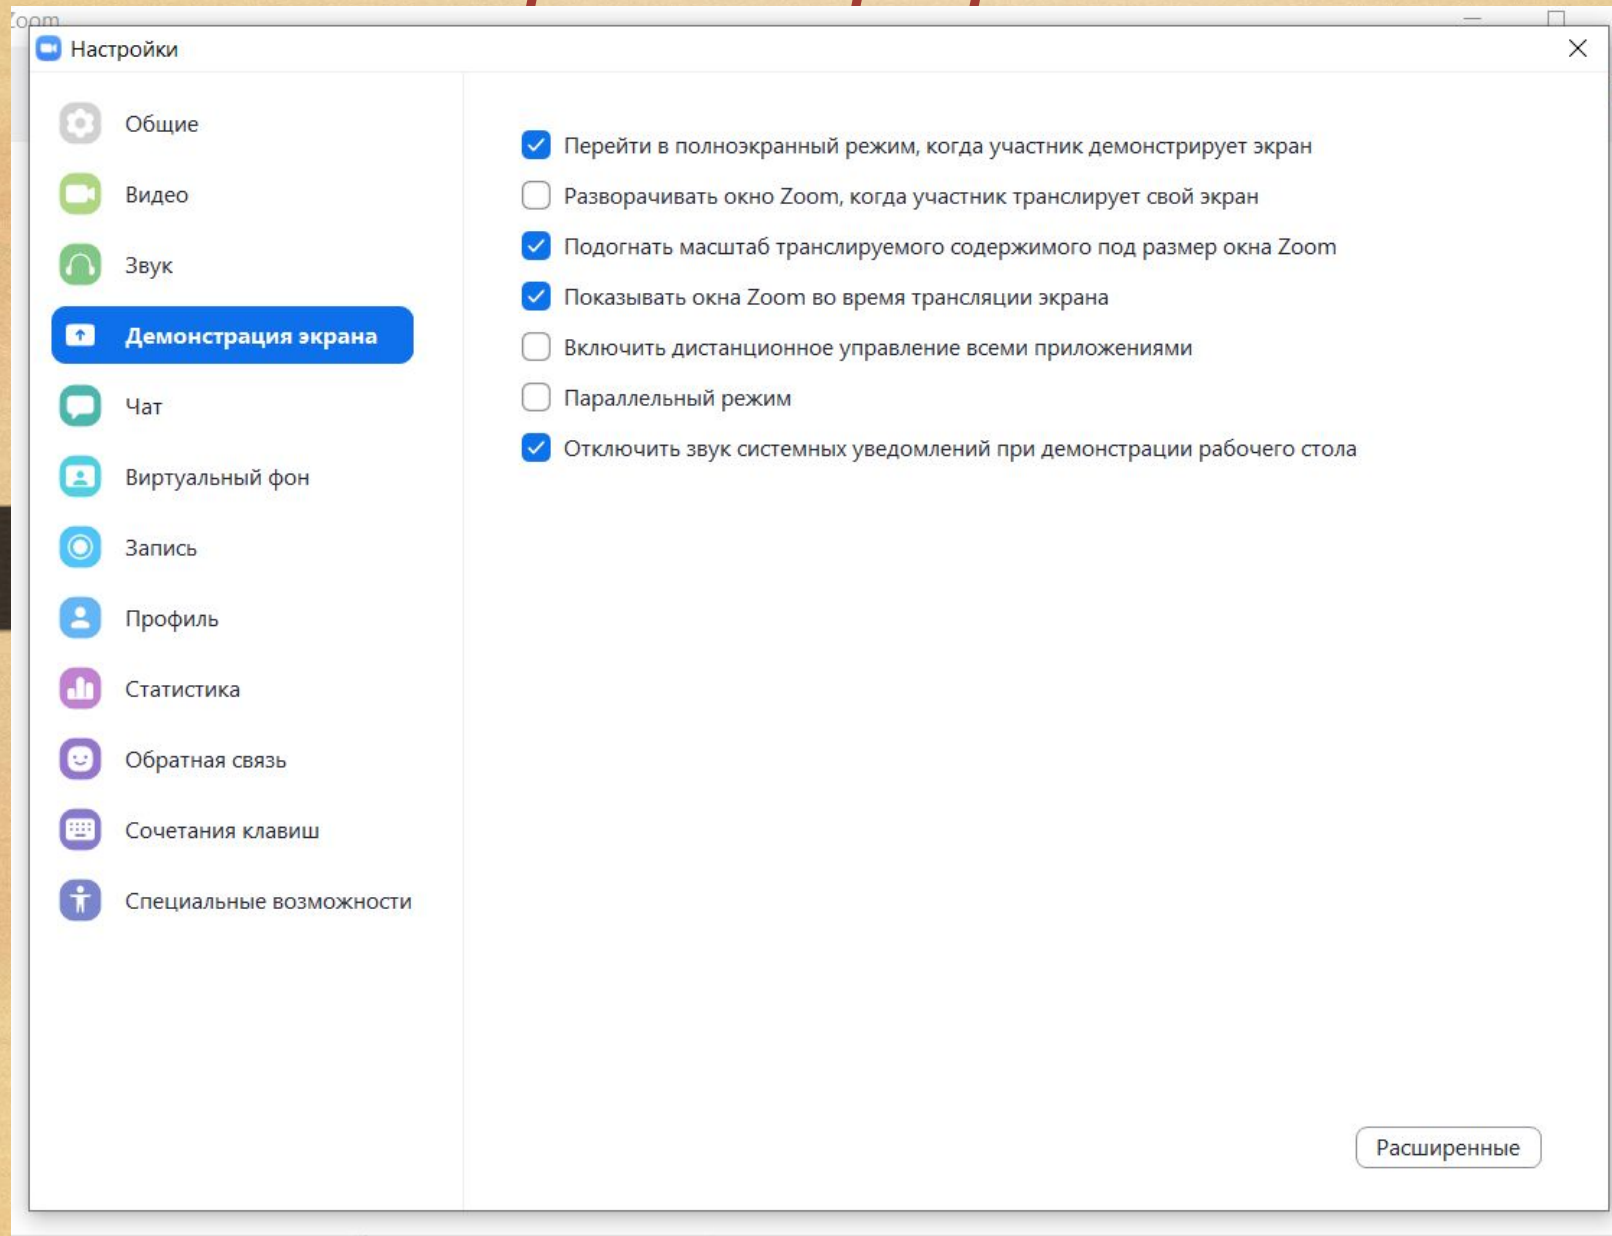 Zoom
Настройки
Общие
Видео
Звук
Демонстрация экрана
Чат
Виртуальный фон
Запись
Профиль
Статистика
Обратная связь
Сочетания клавиш
Специальные возможности
Перейти в полноэкранный режим, когда участник демонстрирует экран
Разворачивать окно Zoom, когда участник транслирует свой экран
Подогнать масштаб транслируемого содержимого под размер окна Zoom
Показывать окна Zoom во время трансляции экрана
Включить дистанционное управление всеми приложениями
Параллельный режим
Отключить звук системных уведомлений при демонстрации рабочего стола
Расширенные